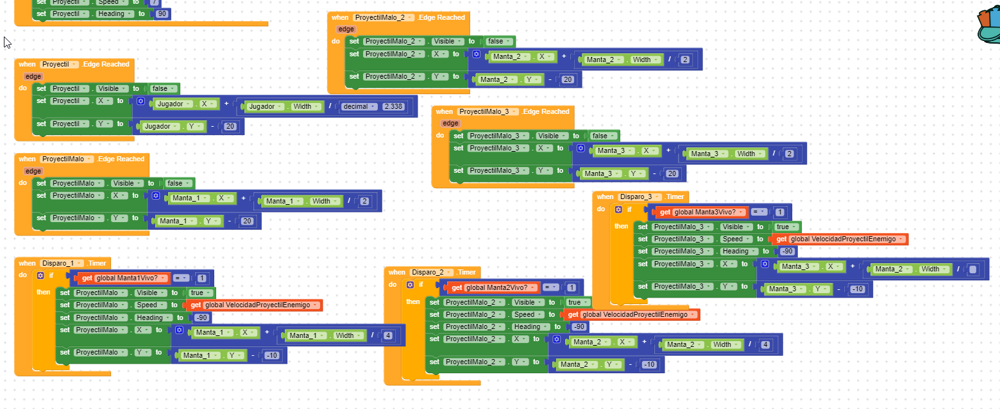 set Proyectil . Speed to 7
set Proyectil . Heading to 90
when ProyectilMalo_2 .Edge Reached
edge
do set ProyectilMalo_2 . Visible to false
set ProyectilMalo_2 . X to Manta_2 . X + Manta_2 . Width / 2
set ProyectilMalo_2 . Y to Manta_2 . Y - 20
when Proyectil .Edge Reached
edge
do set Proyectil . Visible to false
set Proyectil . X to Jugador . X + Jugador . Width / decimal 2.338
set Proyectil . Y to Jugador . Y - 20
when ProyectilMalo_3 .Edge Reached
edge
do set ProyectilMalo_3 . Visible to false
set ProyectilMalo_3 . X to Manta_3 . X + Manta_3 . Width / 2
set ProyectilMalo_3 . Y to Manta_3 . Y - 20
when ProyectilMalo .Edge Reached
edge
do set ProyectilMalo . Visible to false
set ProyectilMalo . X to Manta_1 . X + Manta_1 . Width / 2
set ProyectilMalo . Y to Manta_1 . Y - 20
when Disparo_3 .Timer
do if get global Manta3Vivo? = 1
then set ProyectilMalo_3 . Visible to true
set ProyectilMalo_3 . Speed to get global VelocidadProyectilEnemigo
set ProyectilMalo_3 . Heading to -90
set ProyectilMalo_3 . X to Manta_3 . X + Manta_2 . Width /
set ProyectilMalo_3 . Y to Manta_3 . Y - -10
when Disparo_1 .Timer
do if get global Manta1Vivo? = 1
then set ProyectilMalo . Visible to true
set ProyectilMalo . Speed to get global VelocidadProyectilEnemigo
set ProyectilMalo . Heading to -90
set ProyectilMalo . X to Manta_1 . X + Manta_1 . Width / 4
set ProyectilMalo . Y to Manta_1 . Y - -10
when Disparo_2 .Timer
do if get global Manta2Vivo? = 1
then set ProyectilMalo_2 . Visible to true
set ProyectilMalo_2 . Speed to get global VelocidadProyectilEnemigo
set ProyectilMalo_2 . Heading to -90
set ProyectilMalo_2 . X to Manta_2 . X + Manta_2 . Width / 4
set ProyectilMalo_2 . Y to Manta_2 . Y - -10